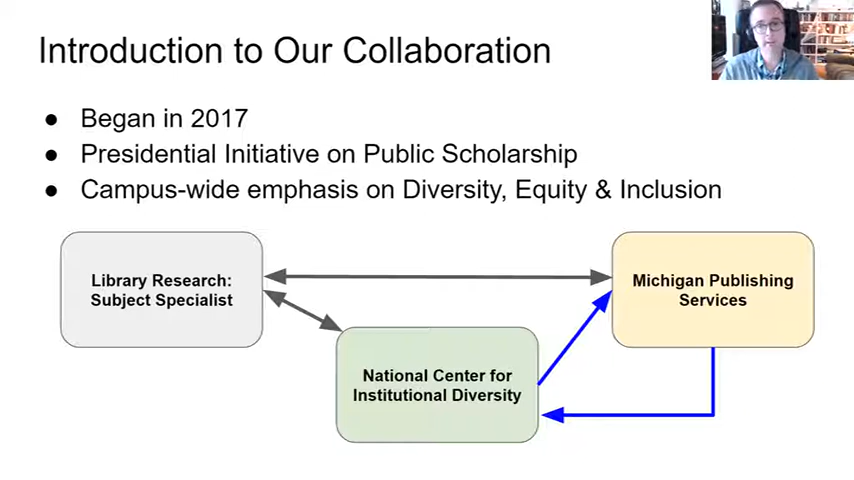 Introduction to Our Collaboration
● Began in 2017
● Presidential Initiative on Public Scholarship
● Campus-wide emphasis on Diversity, Equity & Inclusion
Library Research:
Subject Specialist
Michigan Publishing
Services
National Center for
Institutional Diversity